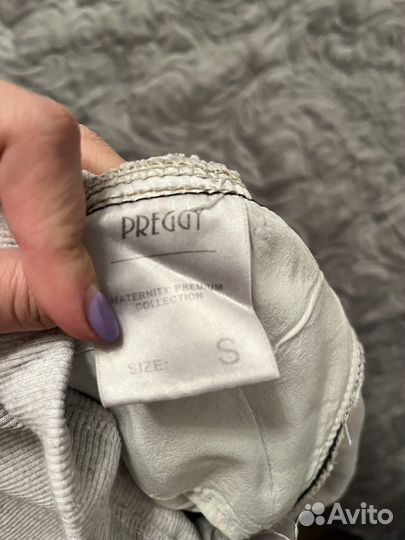 PREGGY
MATERNITY PREMIUM
COLLECTION
SIZE: S
Avito